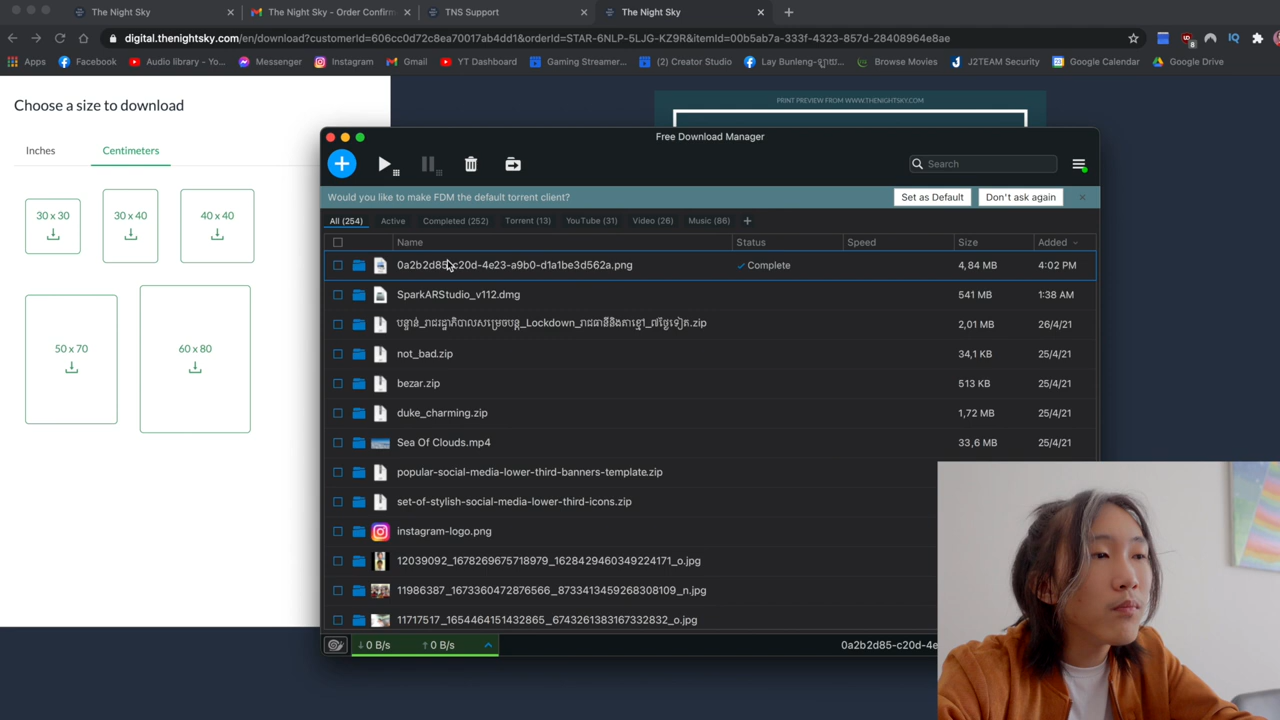 The Night Sky
The Night Sky - Order Confirm
TNS Support
The Night Sky
digital.thenightsky.com/en/download?customerId=606cc0d72c8ea70017ab4dd1&orderId=STAR-6NLP-5LJG-KZ9R&itemId=00b5ab7a-333f-4323-857d-28408964e8ae
Apps
Facebook
Audio library - Yo...
Instagram
Messenger
Gmail
YT Dashboard
Gaming Streamer...
(2) Creator Studio
Lay Bunleng-ឡាយ...
Browse Movies
J2TEAM Security
Google Calendar
Google Drive
Choose a size to download
PRINT PREVIEW FROM WWW.THENIGHTSKY.COM
Inches
Centimeters
30 x 30
30 x 40
40 x 40
50 x 70
60 x 80
Free Download Manager
Search
Would you like to make FDM the default torrent client?
Set as Default
Don't ask again
All (254)
Active
Completed (252)
Torrent (13)
YouTube (31)
Video (26)
Music (86)
Name
Status
Speed
Size
Added
0a2b2d85-c20d-4e23-a9b0-d1a1be3d562a.png
Complete
4,84 MB
4:02 PM
SparkARStudio_v112.dmg
541 MB
1:38 AM
2,01 MB
26/4/21
not_bad.zip
34,1 KB
25/4/21
bezar.zip
513 KB
25/4/21
duke_charming.zip
1,72 MB
25/4/21
Sea Of Clouds.mp4
33,6 MB
25/4/21
popular-social-media-lower-third-banners-template.zip
set-of-stylish-social-media-lower-third-icons.zip
instagram-logo.png
12039092_1678269675718979_1628429460349224171_o.jpg
11986387_1673360472876566_8733413459268308109_n.jpg
11717517_1654464151432865_6743261383167332832_o.jpg
0 B/s
0 B/s
0a2b2d85-c20d-4e